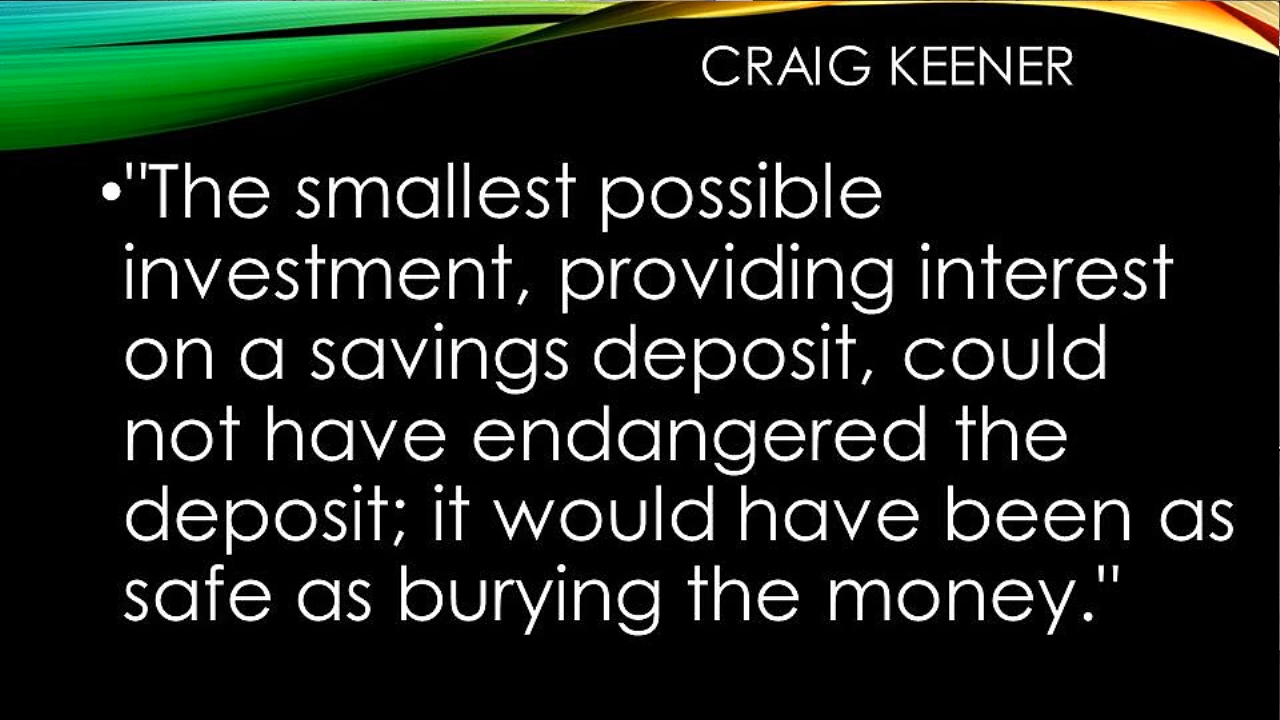 CRAIG KEENER
•"The smallest possible
investment, providing interest
on a savings deposit, could
not have endangered the
deposit; it would have been as
safe as burying the money."